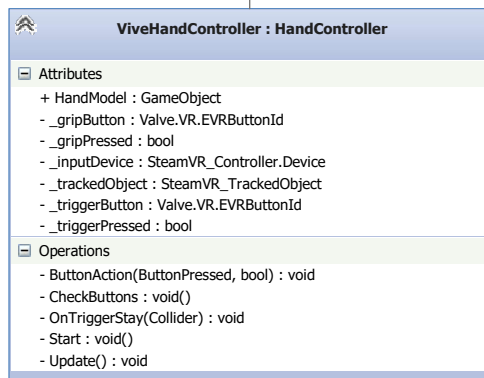 ViveHandController : HandController
Attributes
+ HandModel : GameObject
- _gripButton : Valve.VR.EVRButtonId
- _gripPressed : bool
- _inputDevice : SteamVR_Controller.Device
- _trackedObject : SteamVR_TrackedObject
- _triggerButton : Valve.VR.EVRButtonId
- _triggerPressed : bool
Operations
- ButtonAction(ButtonPressed, bool) : void
- CheckButtons : void()
- OnTriggerStay(Collider) : void
- Start : void()
- Update() : void